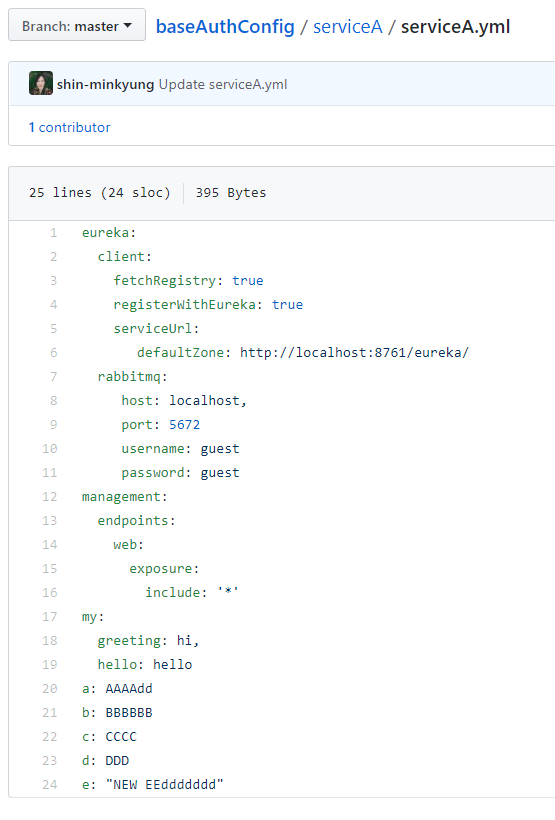 Branch: master
baseAuthConfig / serviceA / serviceA.yml
shin-minkyung Update serviceA.yml
1 contributor
25 lines (24 sloc) 395 Bytes
1 eureka:
2 client:
3 fetchRegistry: true
4 registerWithEureka: true
5 serviceUrl:
6 defaultZone: http://localhost:8761/eureka/
7 rabbitmq:
8 host: localhost,
9 port: 5672
10 username: guest
11 password: guest
12 management:
13 endpoints:
14 web:
15 exposure:
16 include: '*'
17 my:
18 greeting: hi,
19 hello: hello
20 a: AAAAdd
21 b: BBBBBB
22 c: CCCC
23 d: DDD
24 e: "NEW EEddddddd"